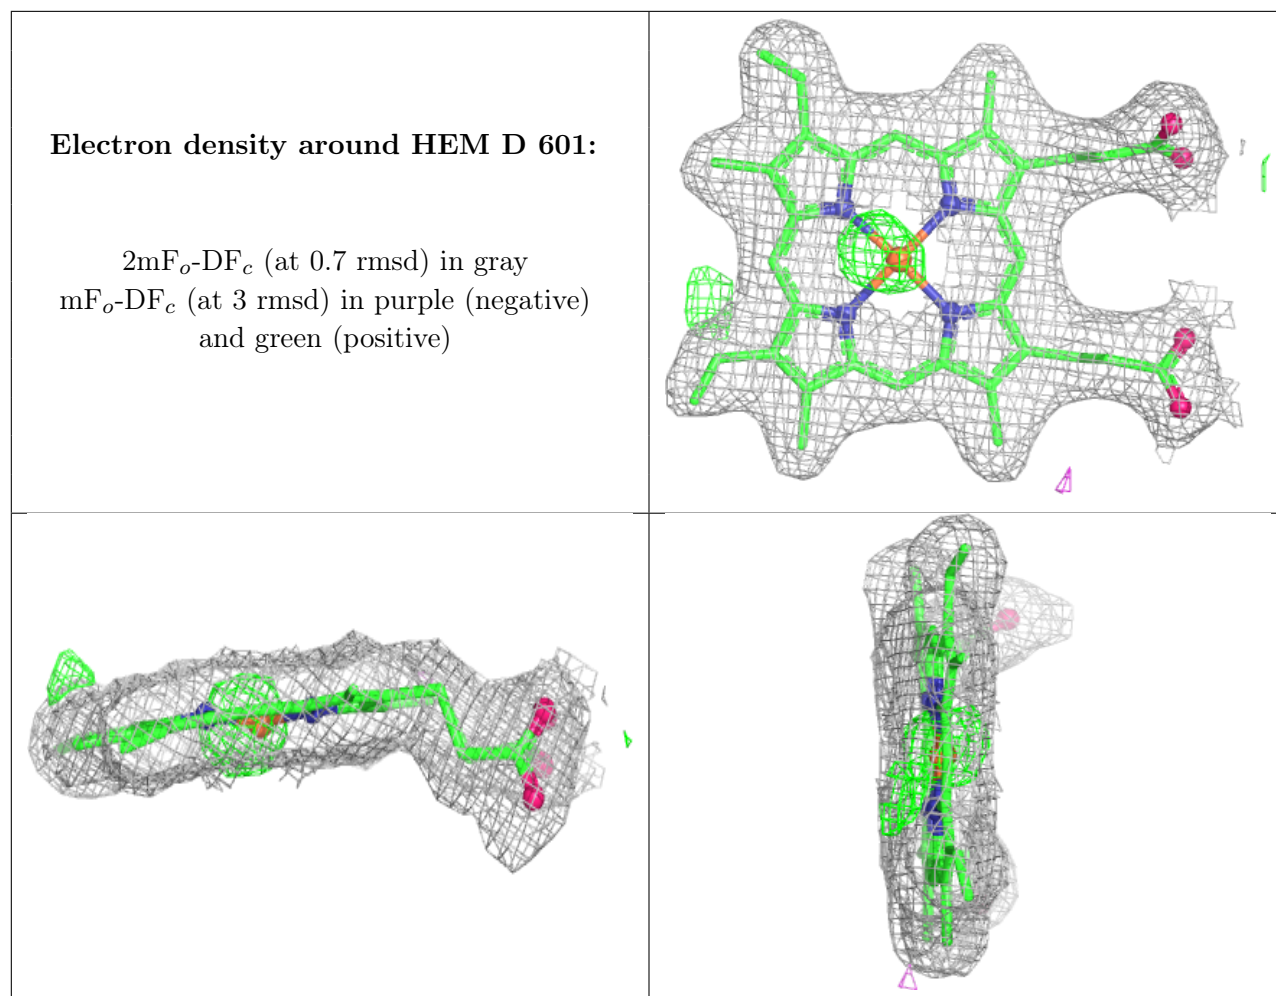 Electron density around HEM D 601:
2mFo-DFc (at 0.7 rmsd) in gray
mFo-DFc (at 3 rmsd) in purple (negative)
and green (positive)